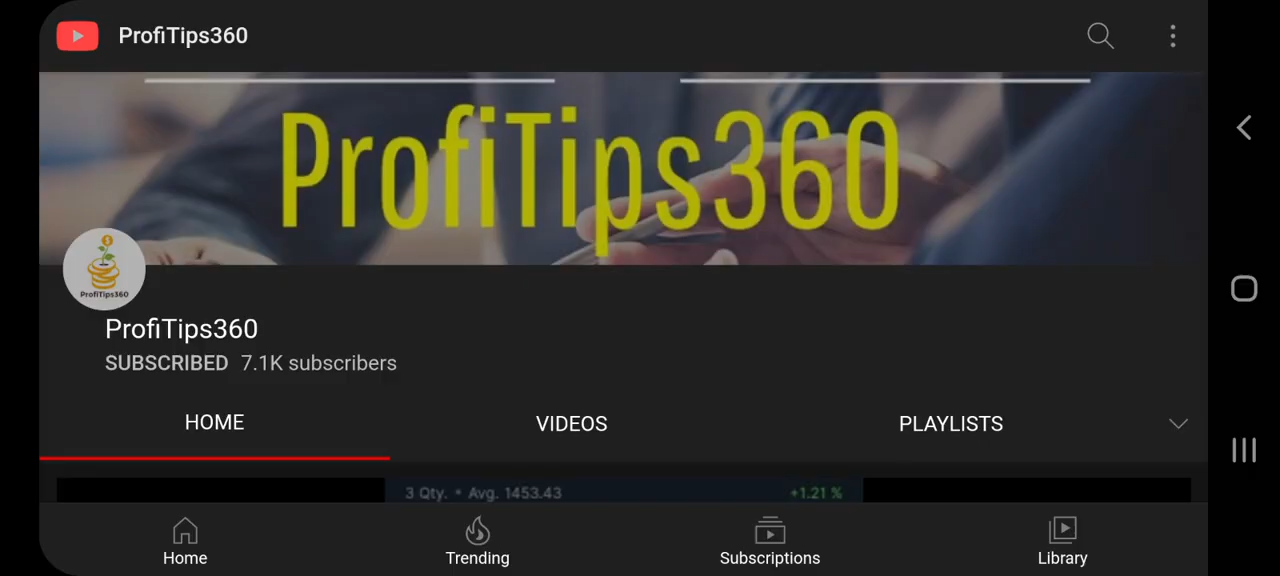 ProfiTips360
ProfiTips360
ProfiTips360
ProfiTips360
SUBSCRIBED 7.1K subscribers
HOME VIDEOS PLAYLISTS
3 Qty. • Avg. 1453.43 +1.21 %
Home Trending Subscriptions Library